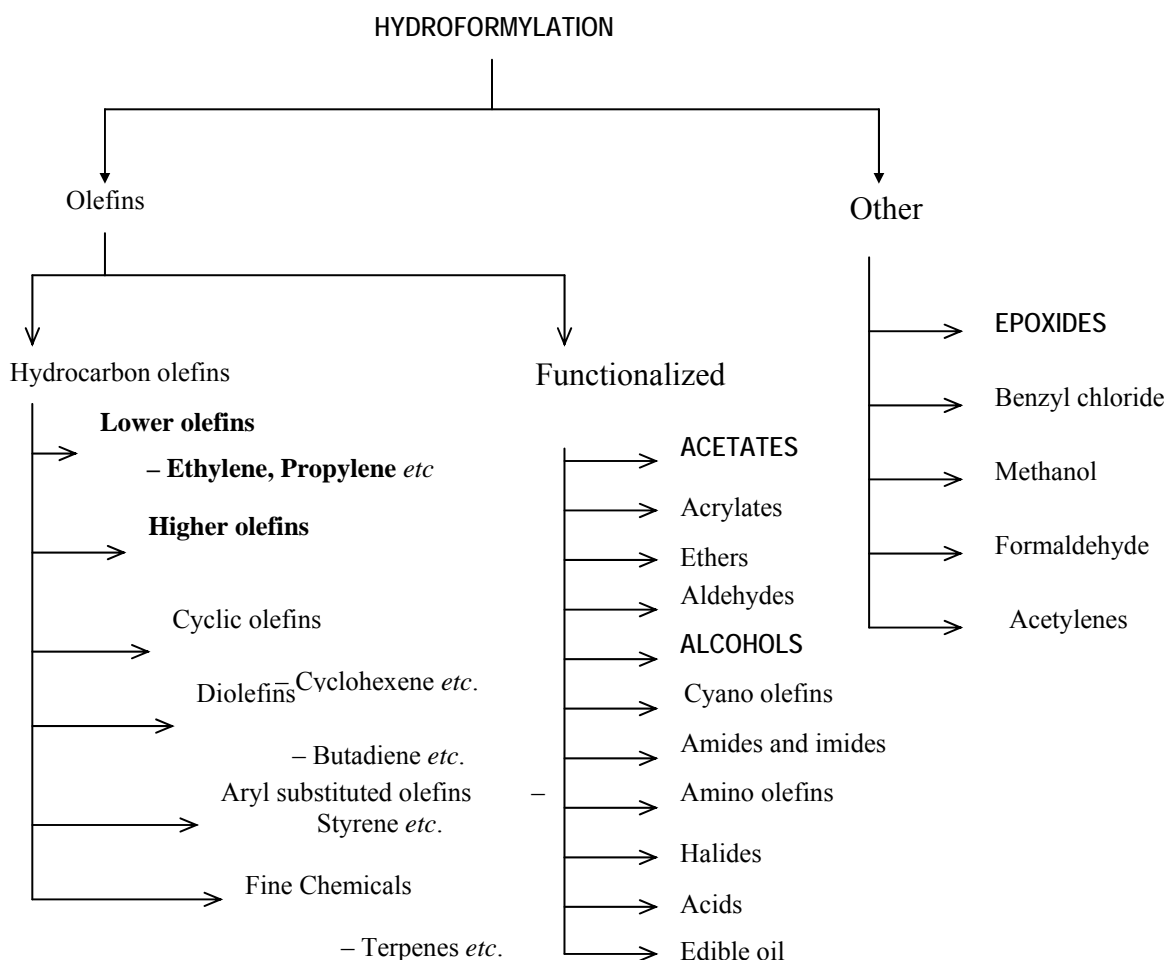 HYDROFORMYLATION
Olefins
Other
Hydrocarbon olefins
Lower olefins
– Ethylene, Propylene etc
Higher olefins
Cyclic olefins
– Cyclohexene etc.
Diolefins
– Butadiene etc.
Aryl substituted olefins –
Styrene etc.
Fine Chemicals
– Terpenes etc.
Functionalized
ACETATES
Acrylates
Ethers
Aldehydes
ALCOHOLS
Cyano olefins
Amides and imides
Amino olefins
Halides
Acids
Edible oil
EPOXIDES
Benzyl chloride
Methanol
Formaldehyde
Acetylenes